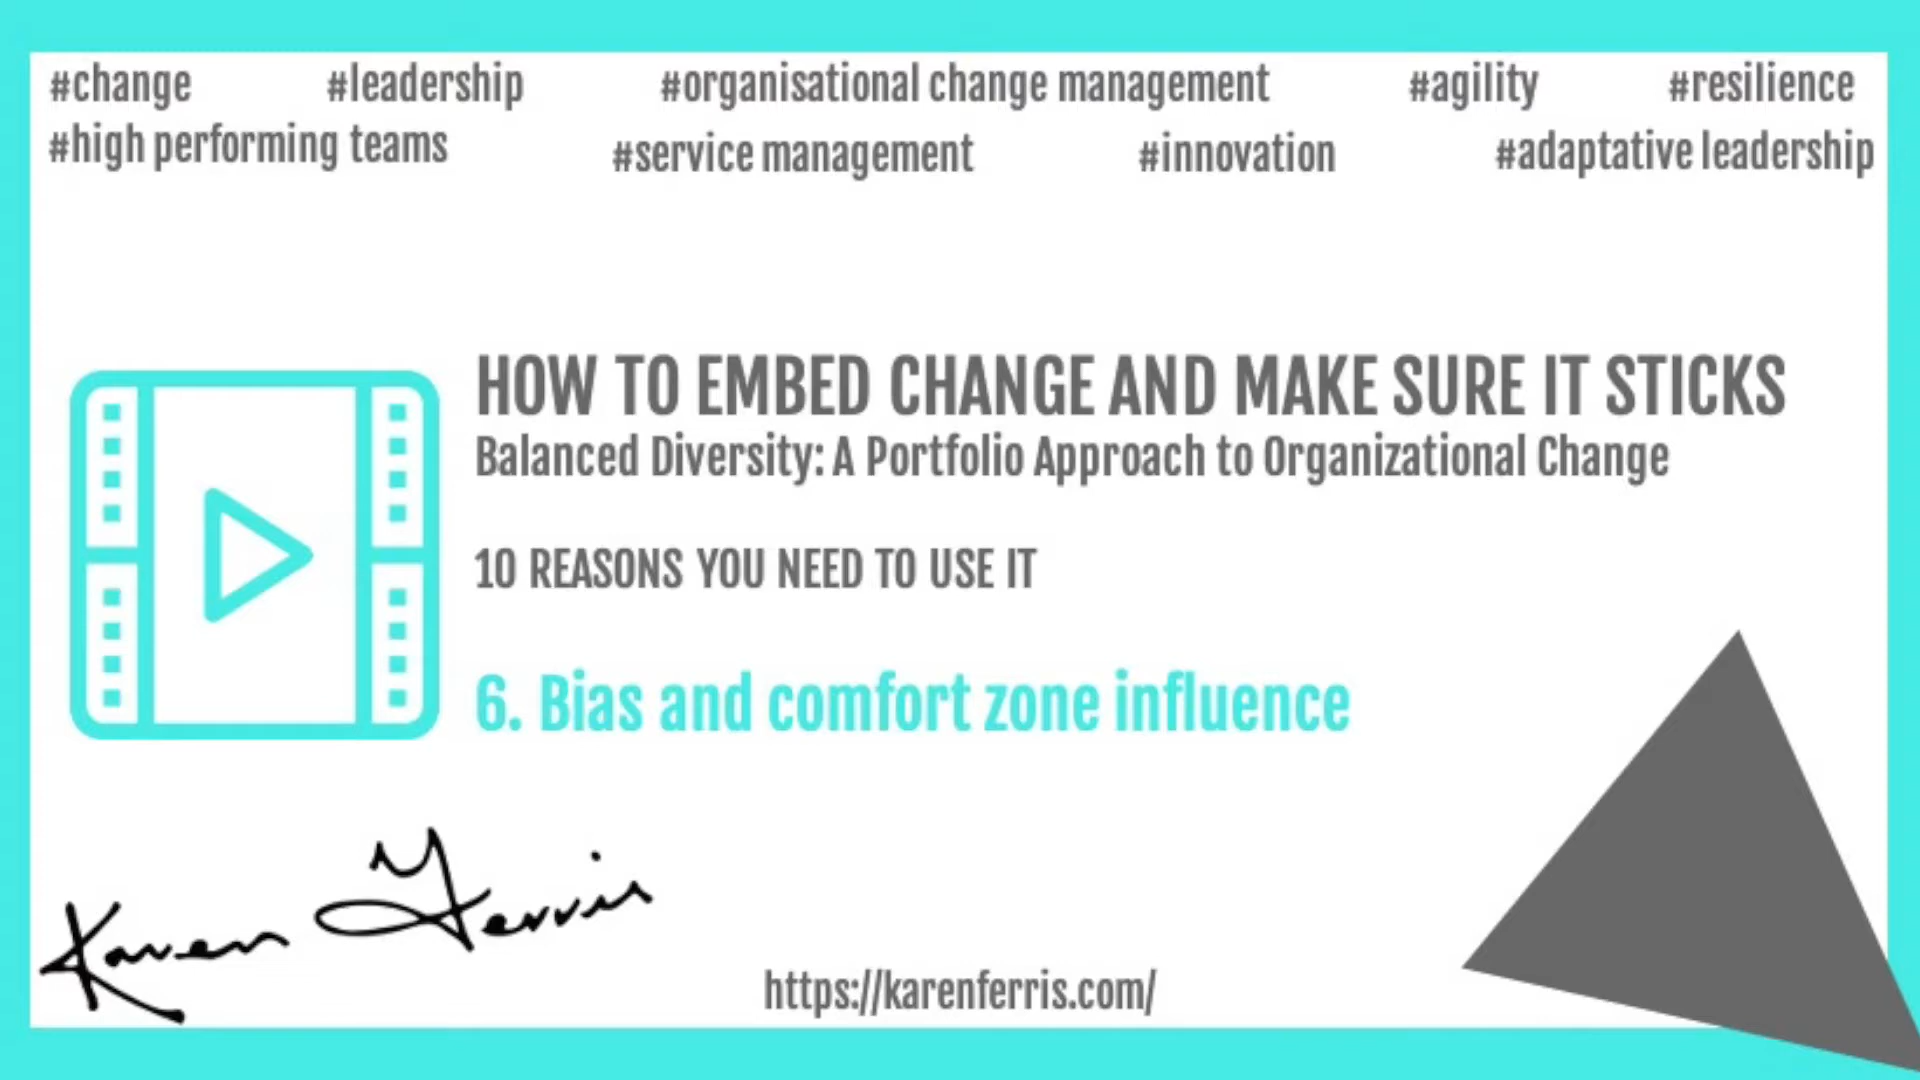 #change #leadership #organisational change management #agility #resilience
#high performing teams #service management #innovation #adaptative leadership
HOW TO EMBED CHANGE AND MAKE SURE IT STICKS
Balanced Diversity: A Portfolio Approach to Organizational Change
10 REASONS YOU NEED TO USE IT
6. Bias and comfort zone influence
Karen Ferris
https://karenferris.com/